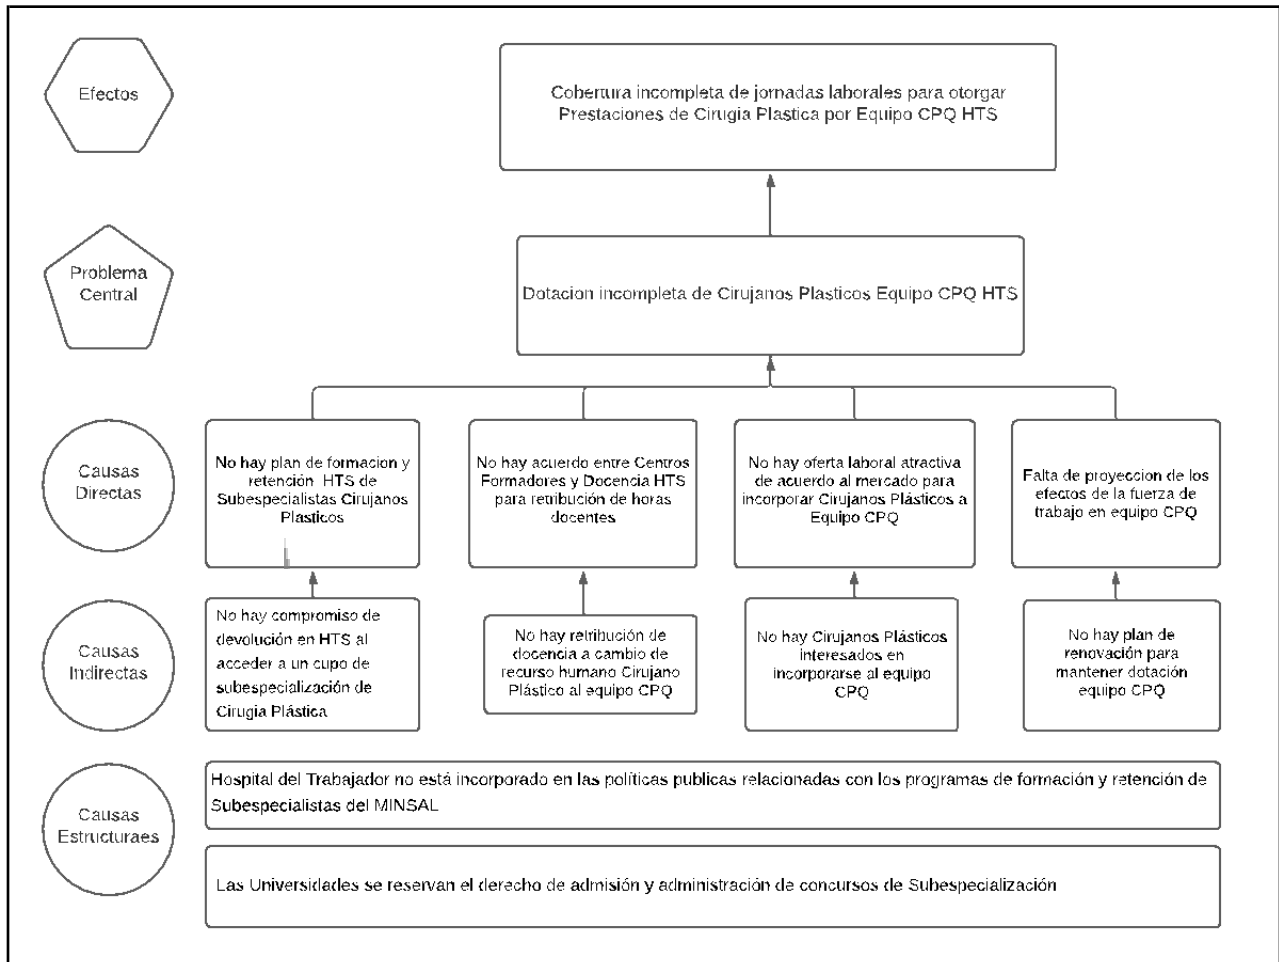 Efectos
Cobertura incompleta de jornadas laborales para otorgar
Prestaciones de Cirugia Plastica por Equipo CPQ HTS
Problema
Central
Dotacion incompleta de Cirujanos Plasticos Equipo CPQ HTS
Causas
Directas
No hay plan de formacion y
retención HTS de
Subespecialistas Cirujanos
Plasticos
No hay acuerdo entre Centros
Formadores y Docencia HTS
para retribución de horas
docentes
No hay oferta laboral atractiva
de acuerdo al mercado para
incorporar Cirujanos Plásticos a
Equipo CPQ
Falta de proyeccion de los
efectos de la fuerza de
trabajo en equipo CPQ
Causas
Indirectas
No hay compromiso de
devolución en HTS al
acceder a un cupo de
subespecialización de
Cirugia Plástica
No hay retribución de
docencia a cambio de
recurso humano Cirujano
Plástico al equipo CPQ
No hay Cirujanos Plásticos
interesados en
incorporarse al equipo
CPQ
No hay plan de
renovación para
mantener dotación
equipo CPQ
Causas
Estructuraes
Hospital del Trabajador no está incorporado en las políticas publicas relacionadas con los programas de formación y retención de
Subespecialistas del MINSAL
Las Universidades se reservan el derecho de admisión y administración de concursos de Subespecialización